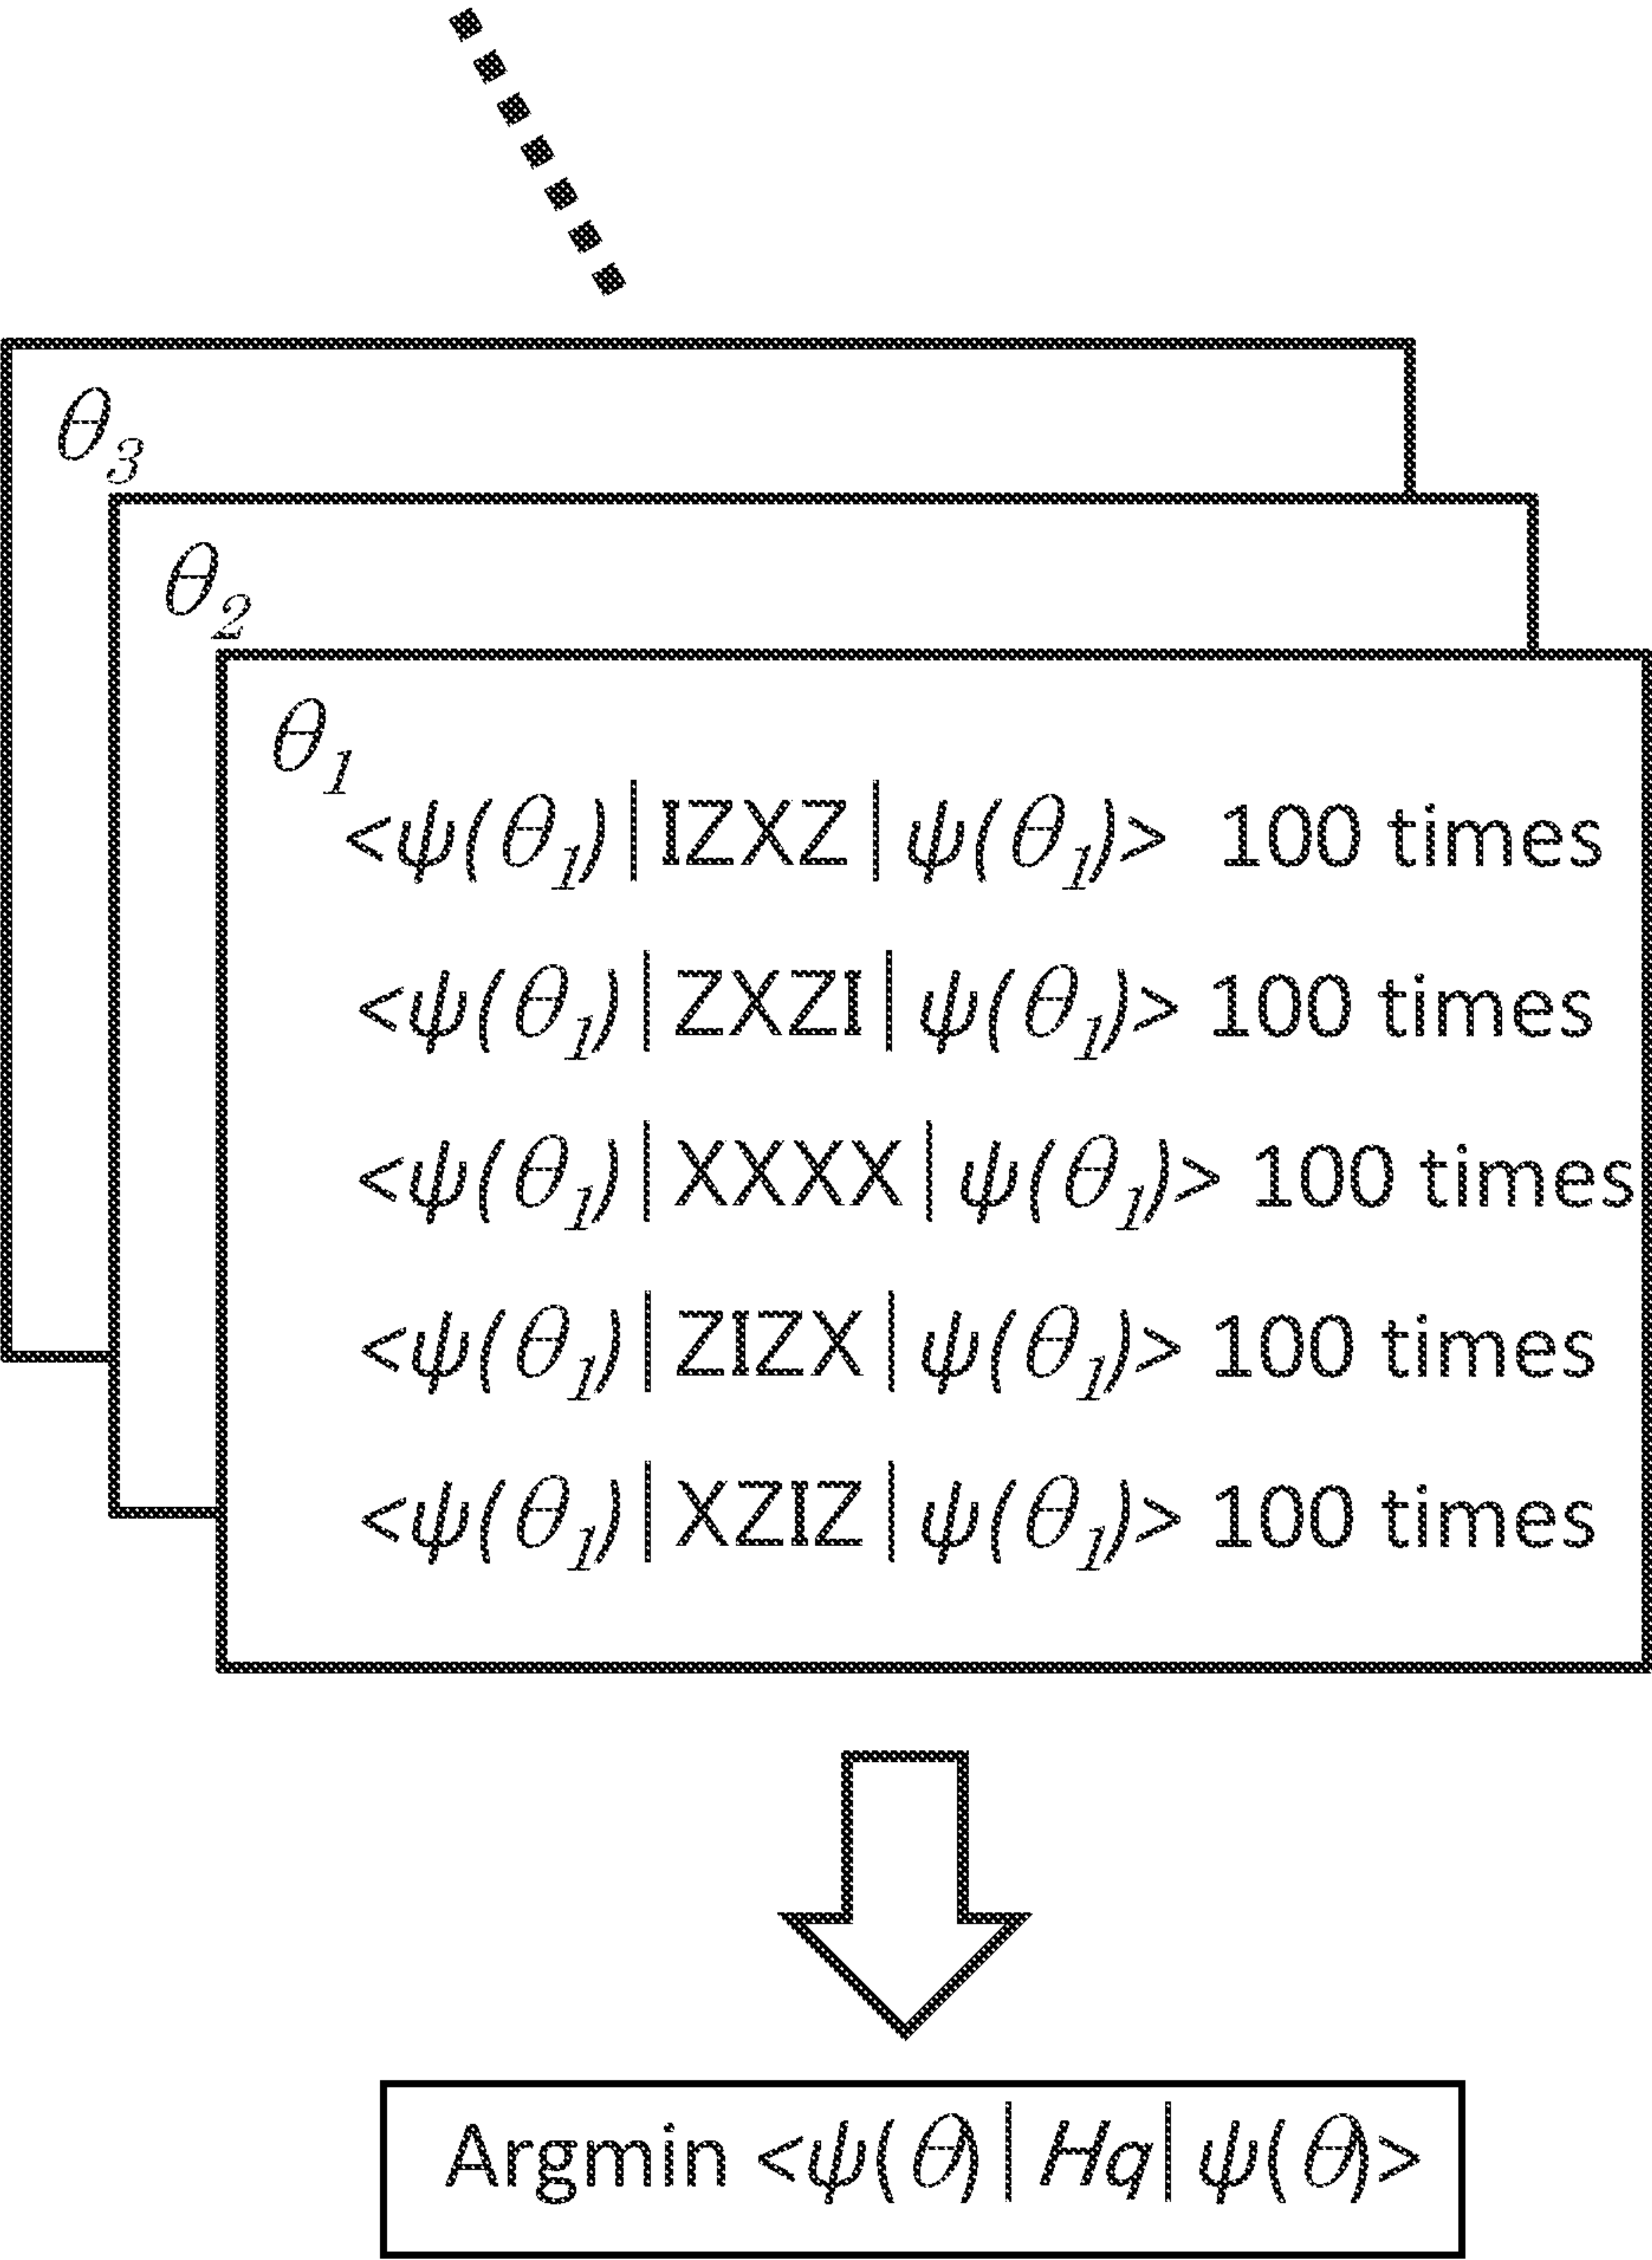 θ₃
θ₂
θ₁
<ψ(θ₁)|IZXZ|ψ(θ₁)> 100 times
<ψ(θ₁)|ZXZI|ψ(θ₁)> 100 times
<ψ(θ₁)|XXXX|ψ(θ₁)> 100 times
<ψ(θ₁)|ZIZX|ψ(θ₁)> 100 times
<ψ(θ₁)|XZIZ|ψ(θ₁)> 100 times
Argmin <ψ(θ)|Hq|ψ(θ)>